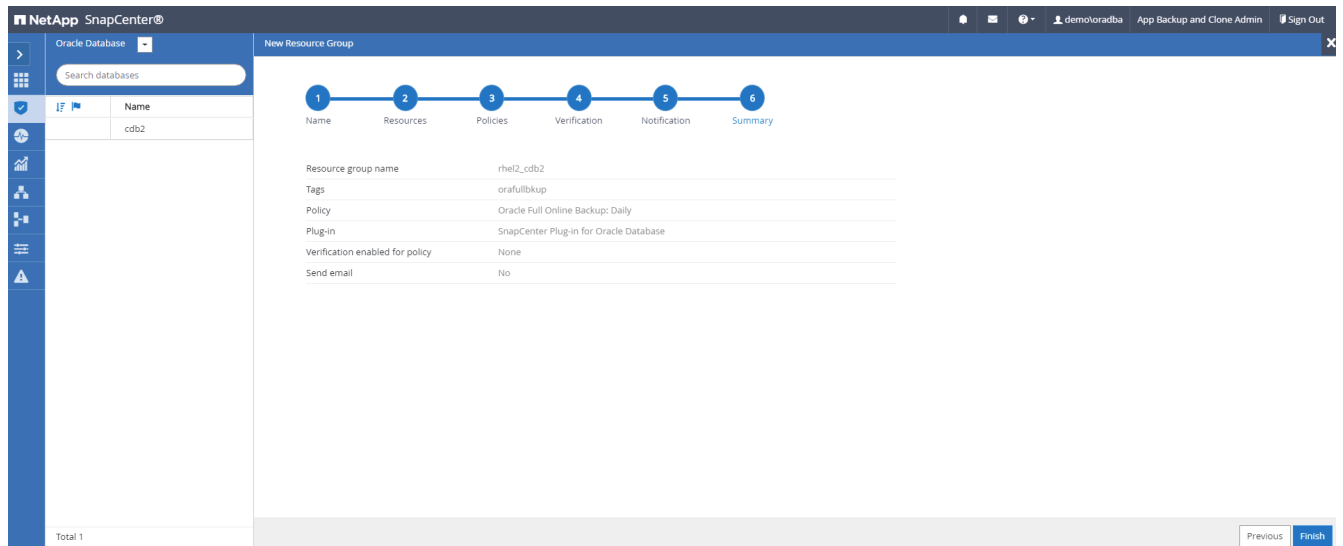 NetApp SnapCenter®
demo\oradba App Backup and Clone Admin Sign Out
Oracle Database
New Resource Group
Search databases
Name
cdb2
1 2 3 4 5 6
Name Resources Policies Verification Notification Summary
Resource group name rhel2_cdb2
Tags orafullbkup
Policy Oracle Full Online Backup: Daily
Plug-in SnapCenter Plug-in for Oracle Database
Verification enabled for policy None
Send email No
Total 1
Previous Finish